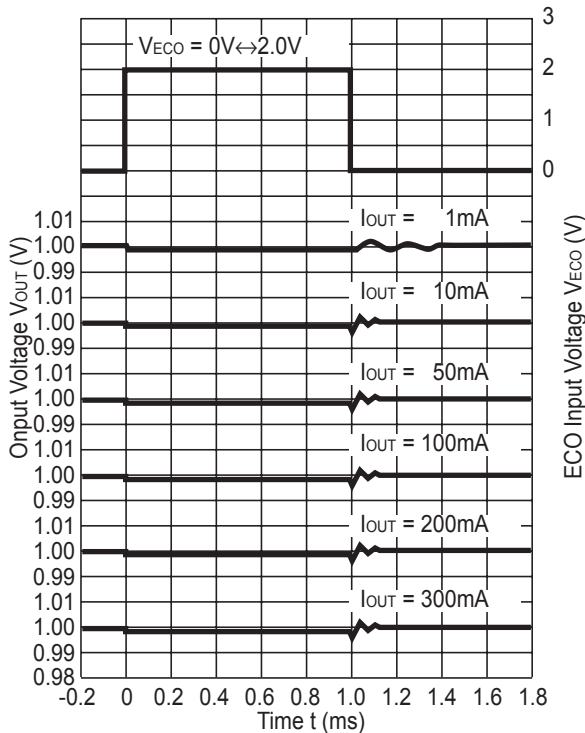 3
VECO = 0V↔2.0V
2
1
0
ECO Input Voltage VECO (V)
Onput Voltage VOUT (V)
1.01
IOUT = 1mA
1.00
0.99
1.01
IOUT = 10mA
1.00
0.99
1.01
IOUT = 50mA
1.00
0.99
1.01
IOUT = 100mA
1.00
0.99
1.01
IOUT = 200mA
1.00
0.99
1.01
IOUT = 300mA
1.00
0.99
0.98
-0.2 0 0.2 0.4 0.6 0.8 1.0 1.2 1.4 1.6 1.8
Time t (ms)